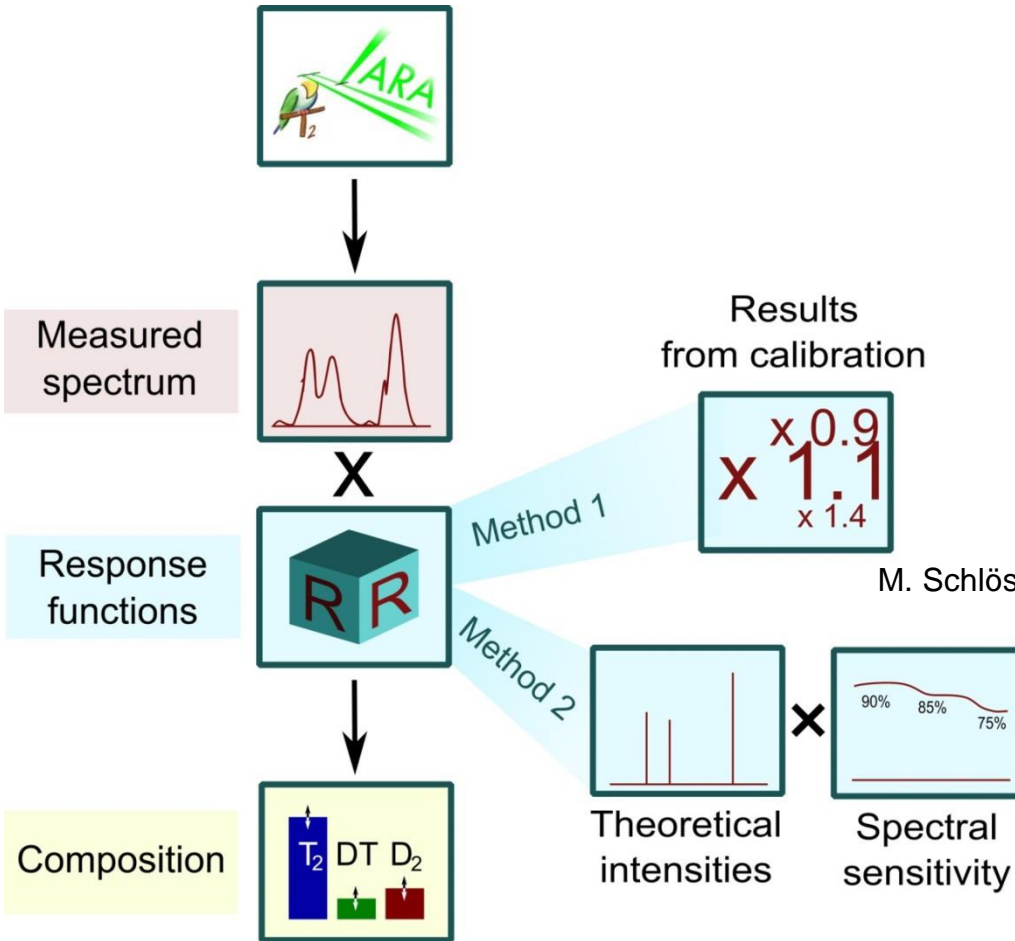 LARA
T₂
Measured
spectrum
X
Results
from calibration
x 0.9
x 1.1
x 1.4
Method 1
Response
functions
R R
M. Schlös
Method 2
×
90%
85%
75%
Theoretical
intensities
Spectral
sensitivity
Composition
T₂ DT D₂